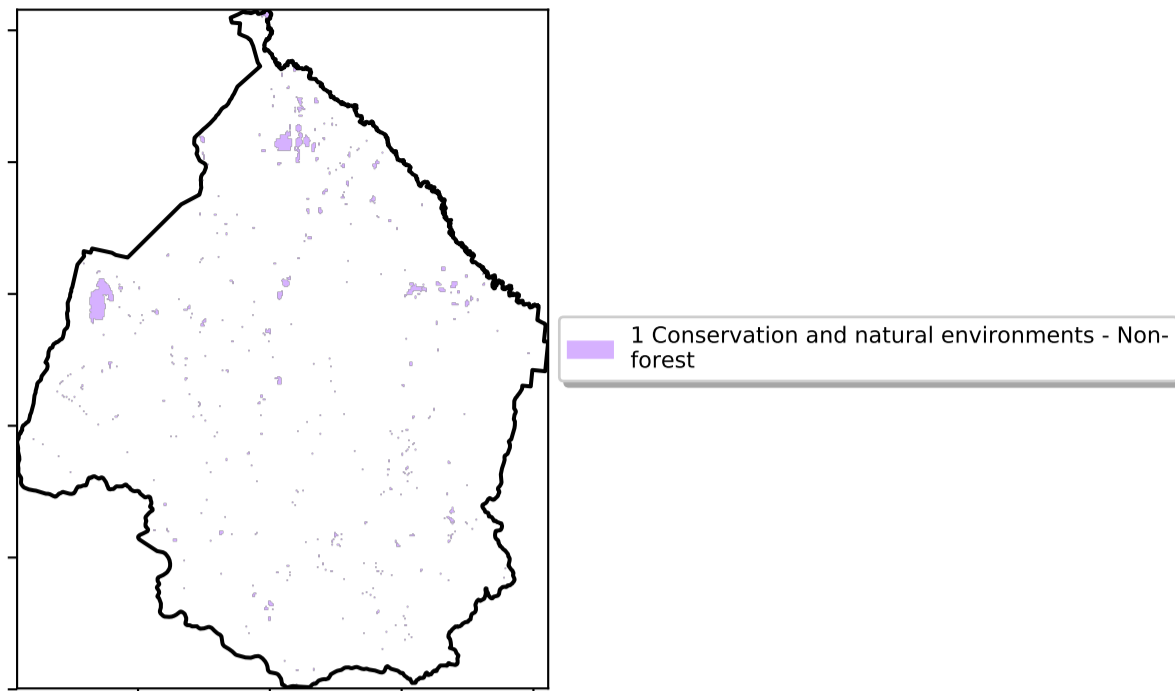 1 Conservation and natural environments - Non-
forest